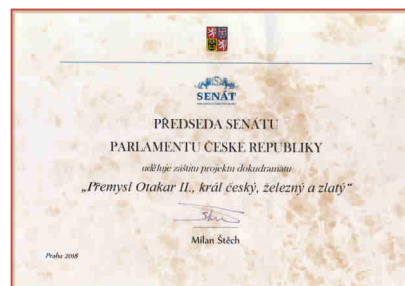 SENÁT
PŘEDSEDA SENÁTU
PARLAMENTU ČESKÉ REPUBLIKY
uděluje záštitu projektu dokudramatu
„Přemysl Otakar II., král český, železný a zlatý“
Milan Štěch
Praha 2018